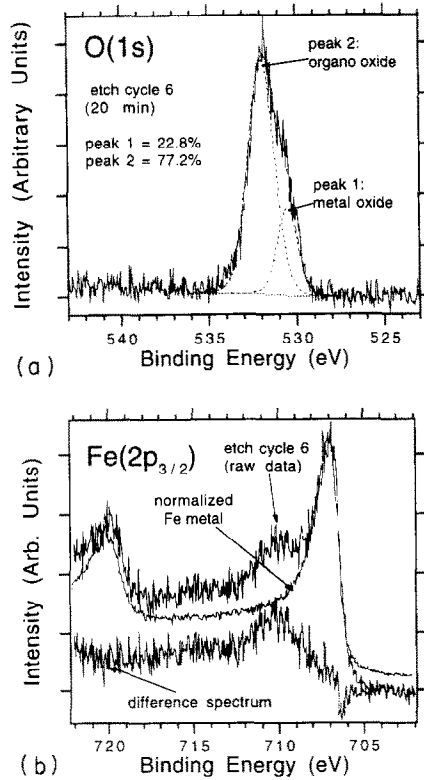 O(1s)
etch cycle 6
(20 min)
peak 1 = 22.8%
peak 2 = 77.2%
peak 2:
organo oxide
peak 1:
metal oxide
Intensity (Arbitrary Units)
540 535 530 525
Binding Energy (eV)
(a)
Fe(2p3/2)
etch cycle 6
(raw data)
normalized
Fe metal
difference spectrum
Intensity (Arb. Units)
720 715 710 705
Binding Energy (eV)
(b)